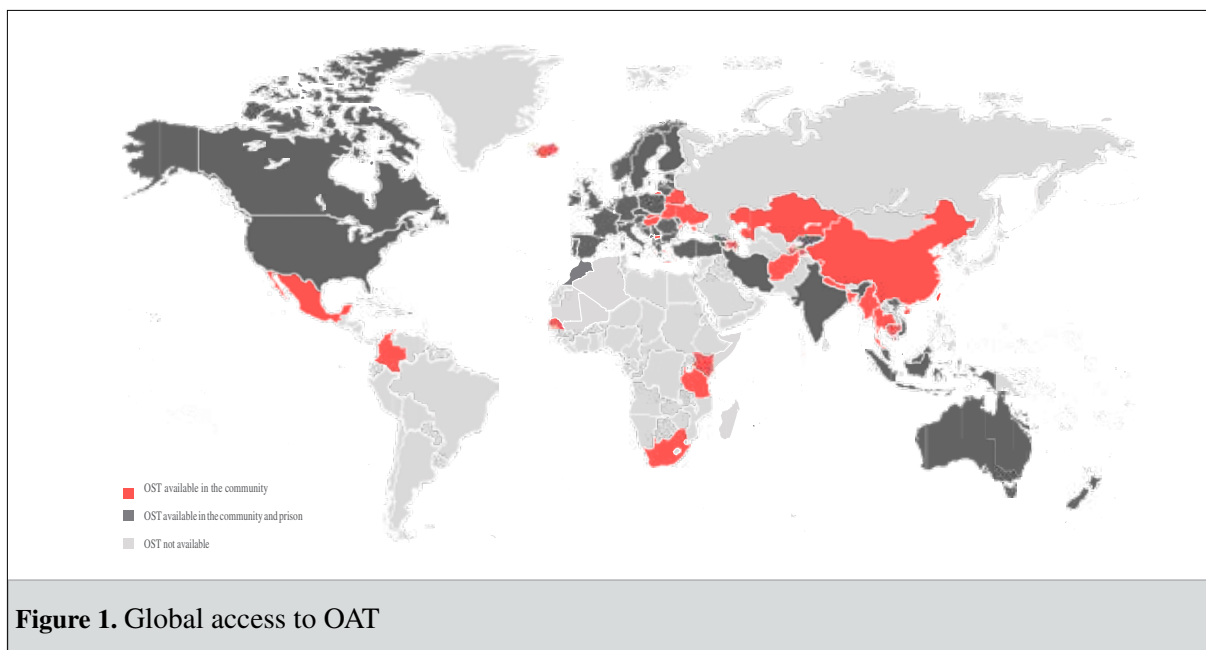 OST available in the community
OST available in the community and prison
OST not available
Figure 1. Global access to OAT